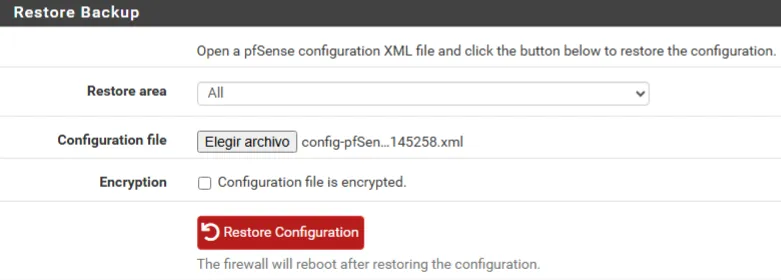 Restore Backup
Open a pfSense configuration XML file and click the button below to restore the configuration.
Restore area All
Configuration file Elegir archivo config-pfSen...145258.xml
Encryption Configuration file is encrypted.
Restore Configuration
The firewall will reboot after restoring the configuration.